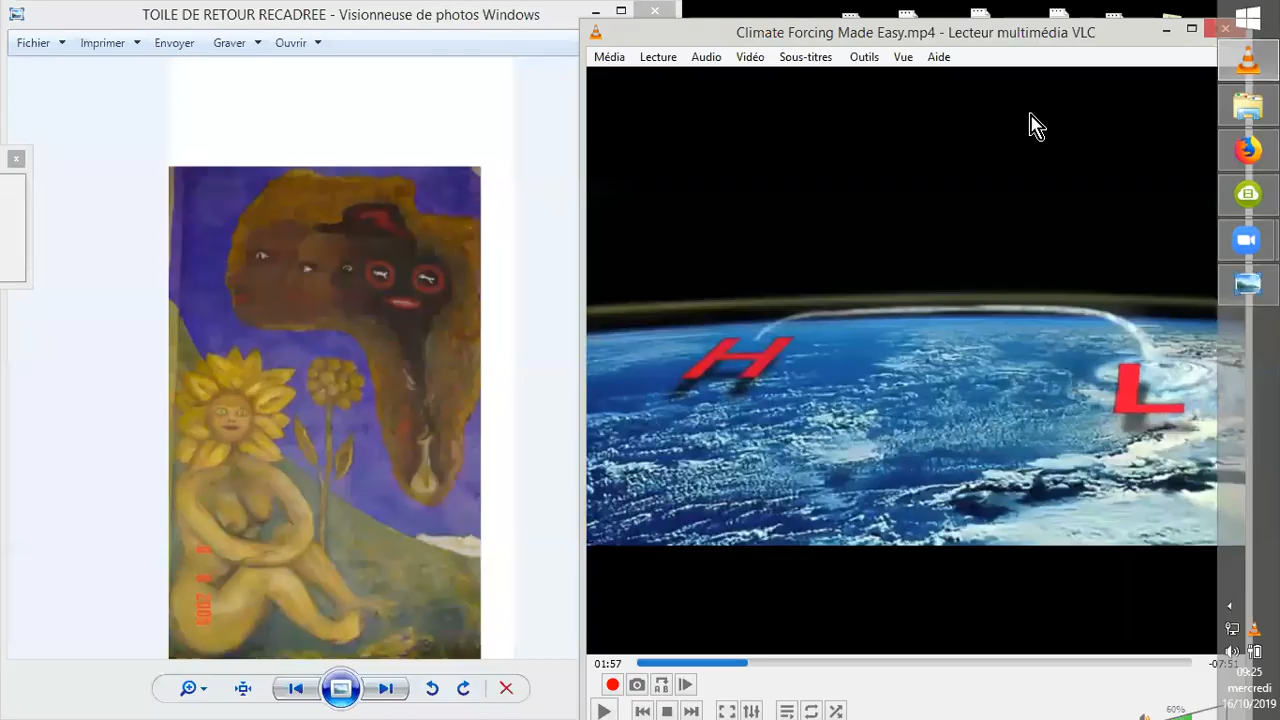 TOILE DE RETOUR RECADREE - Visionneuse de photos Windows
Fichier Imprimer Envoyer Graver Ouvrir
Climate Forcing Made Easy.mp4 - Lecteur multimédia VLC
Média Lecture Audio Vidéo Sous-titres Outils Vue Aide
H
L
01:57
-07:51
60%
09:25
mercredi
16/10/2019